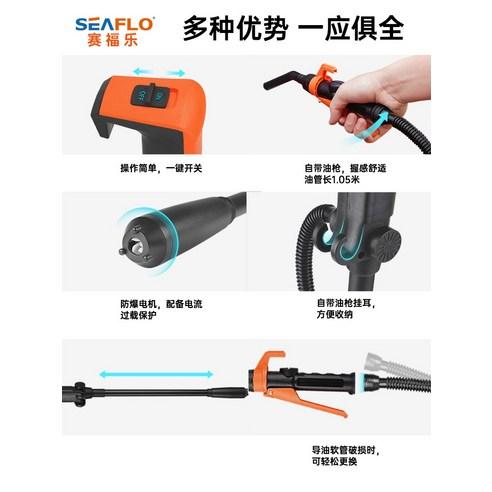 SEAFLO®
赛福乐
多种优势 一应俱全
OFF
操作简单，一键开关
自带油枪，握感舒适
油管长1.05米
防爆电机，配备电流
过载保护
自带油枪挂耳，
方便收纳
导油软管破损时，
可轻松更换